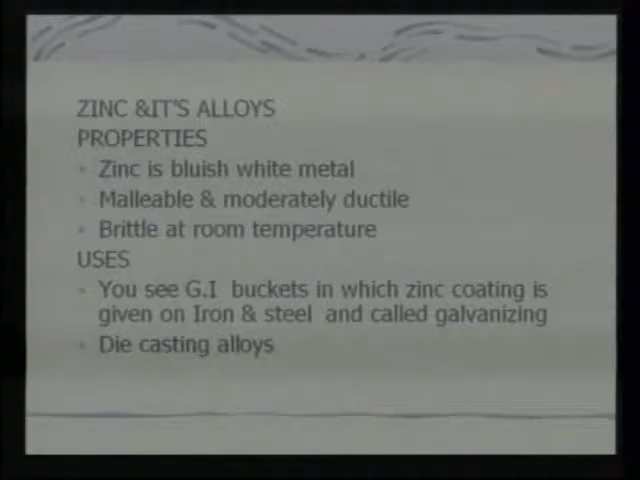 ZINC &IT'S ALLOYS
PROPERTIES
Zinc is bluish white metal
Malleable & moderately ductile
Brittle at room temperature
USES
You see G.I buckets in which zinc coating is
given on Iron & steel and called galvanizing
Die casting alloys